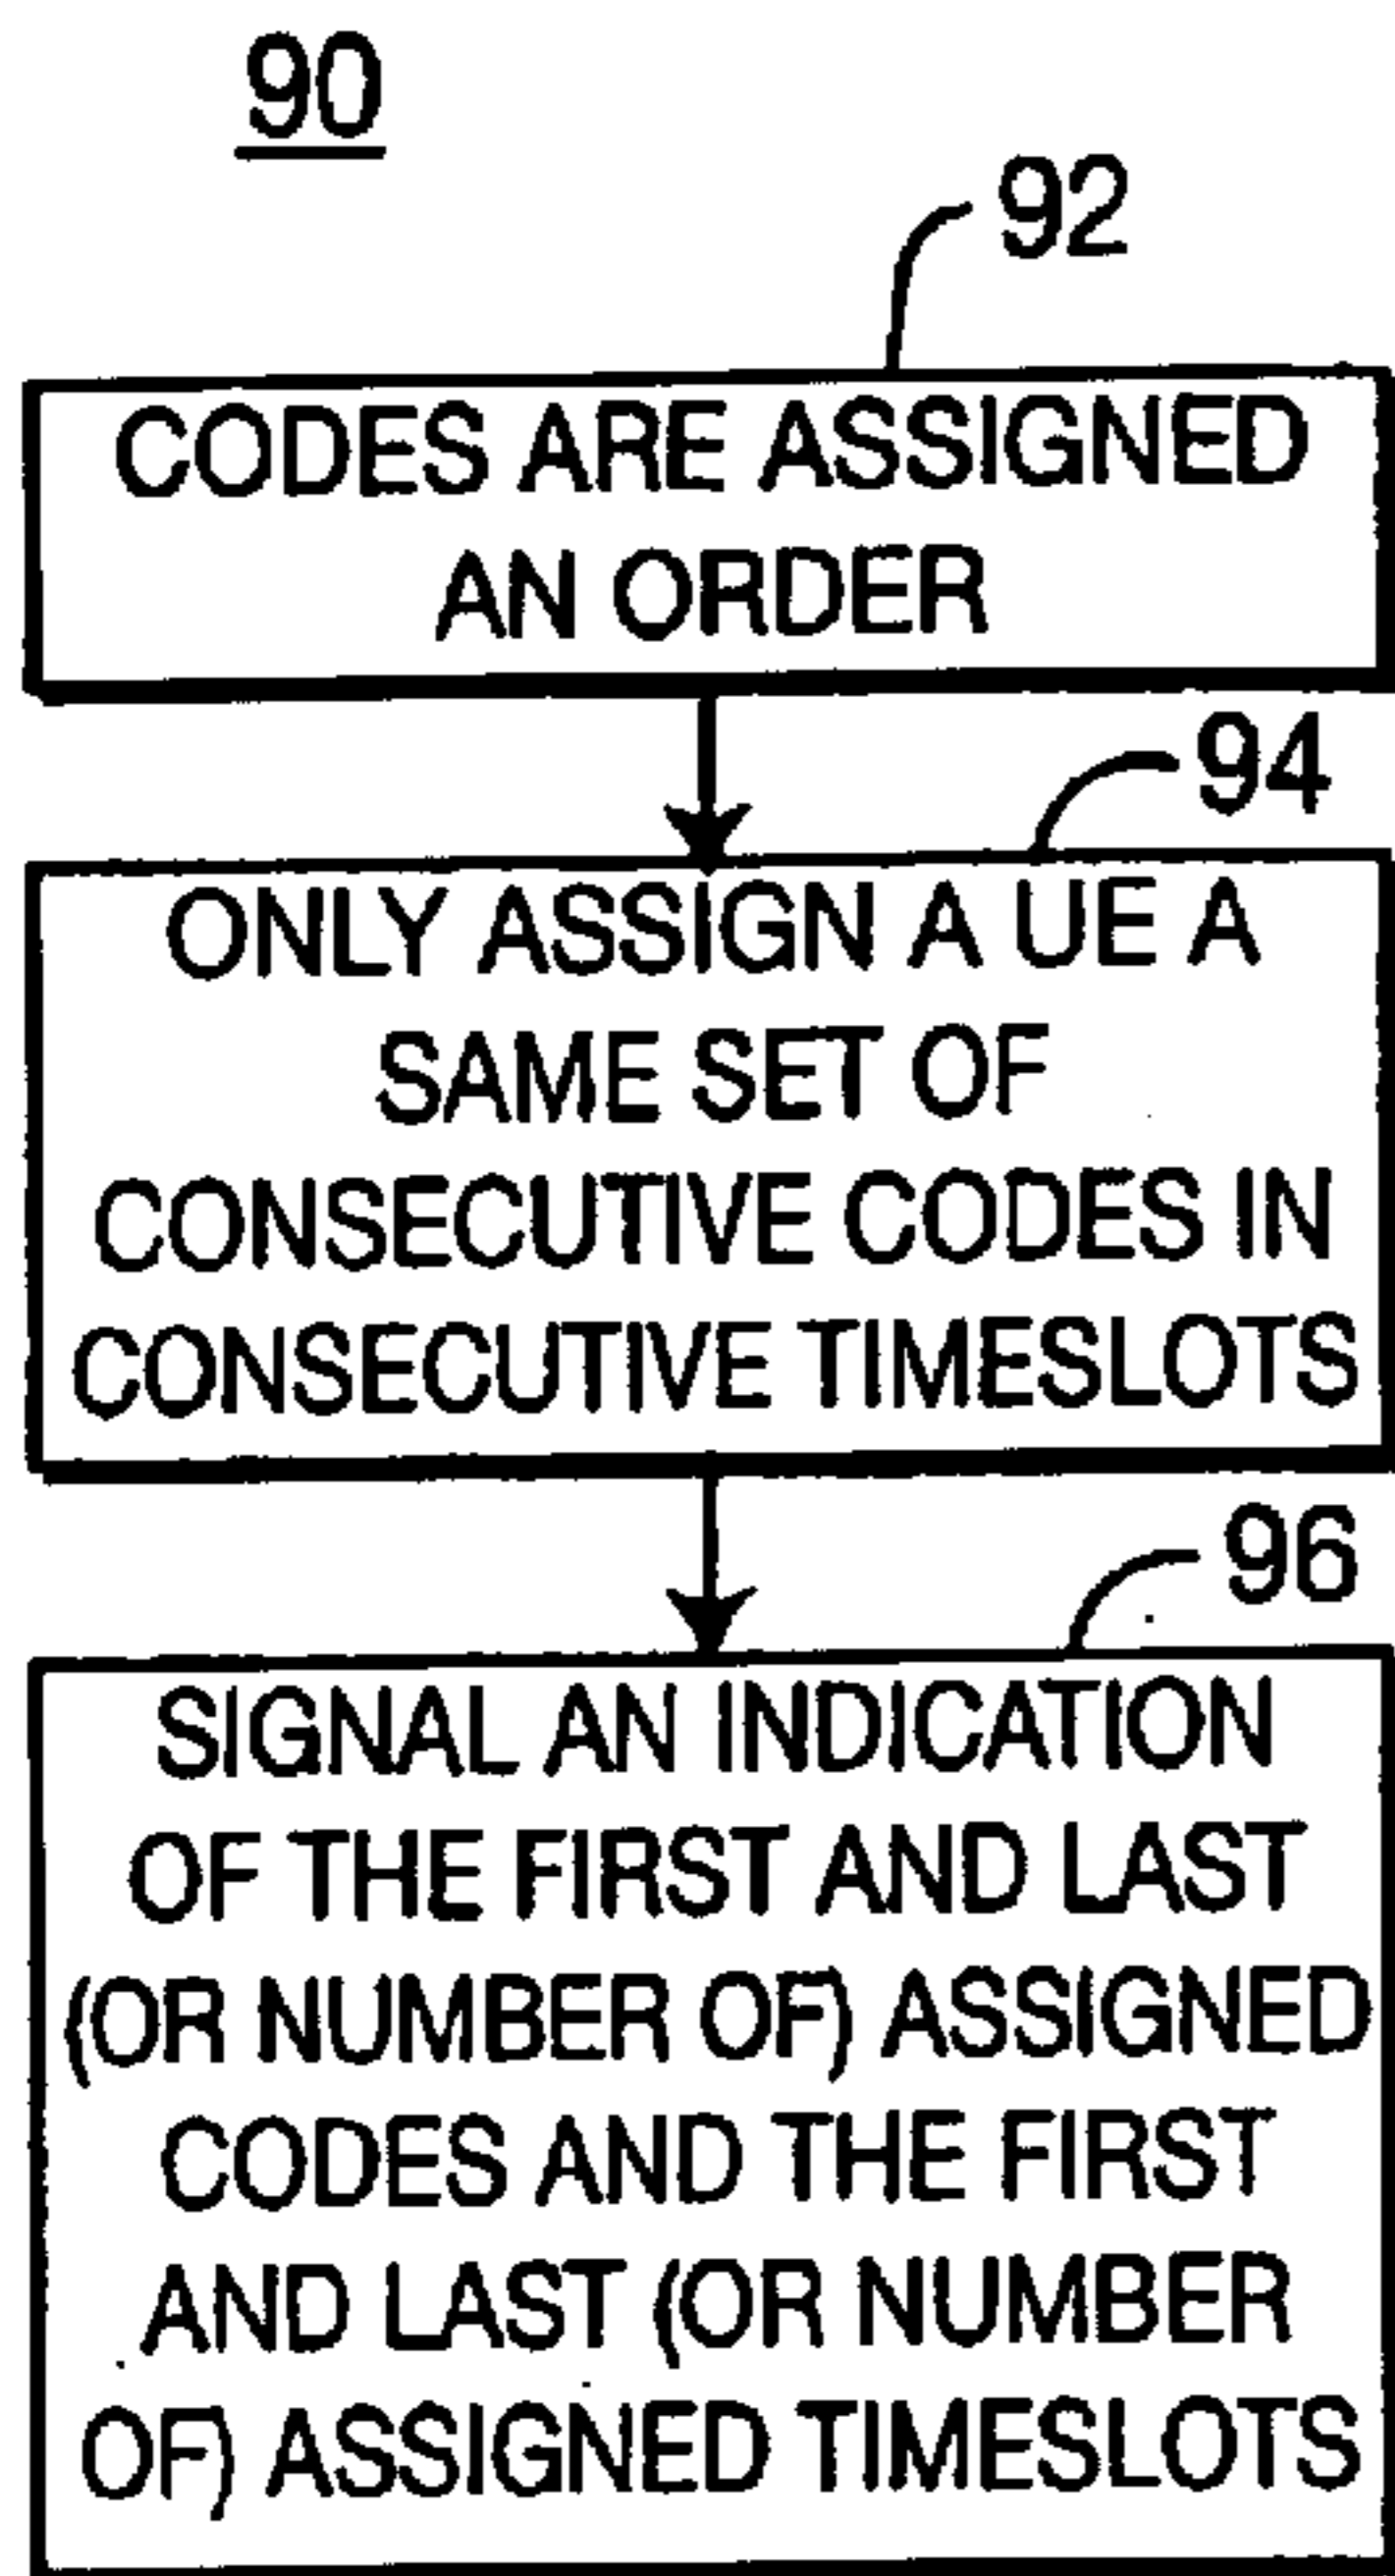 90
92
CODES ARE ASSIGNED
AN ORDER
94
ONLY ASSIGN A UE A
SAME SET OF
CONSECUTIVE CODES IN
CONSECUTIVE TIMESLOTS
96
SIGNAL AN INDICATION
OF THE FIRST AND LAST
(OR NUMBER OF) ASSIGNED
CODES AND THE FIRST
AND LAST (OR NUMBER
OF) ASSIGNED TIMESLOTS